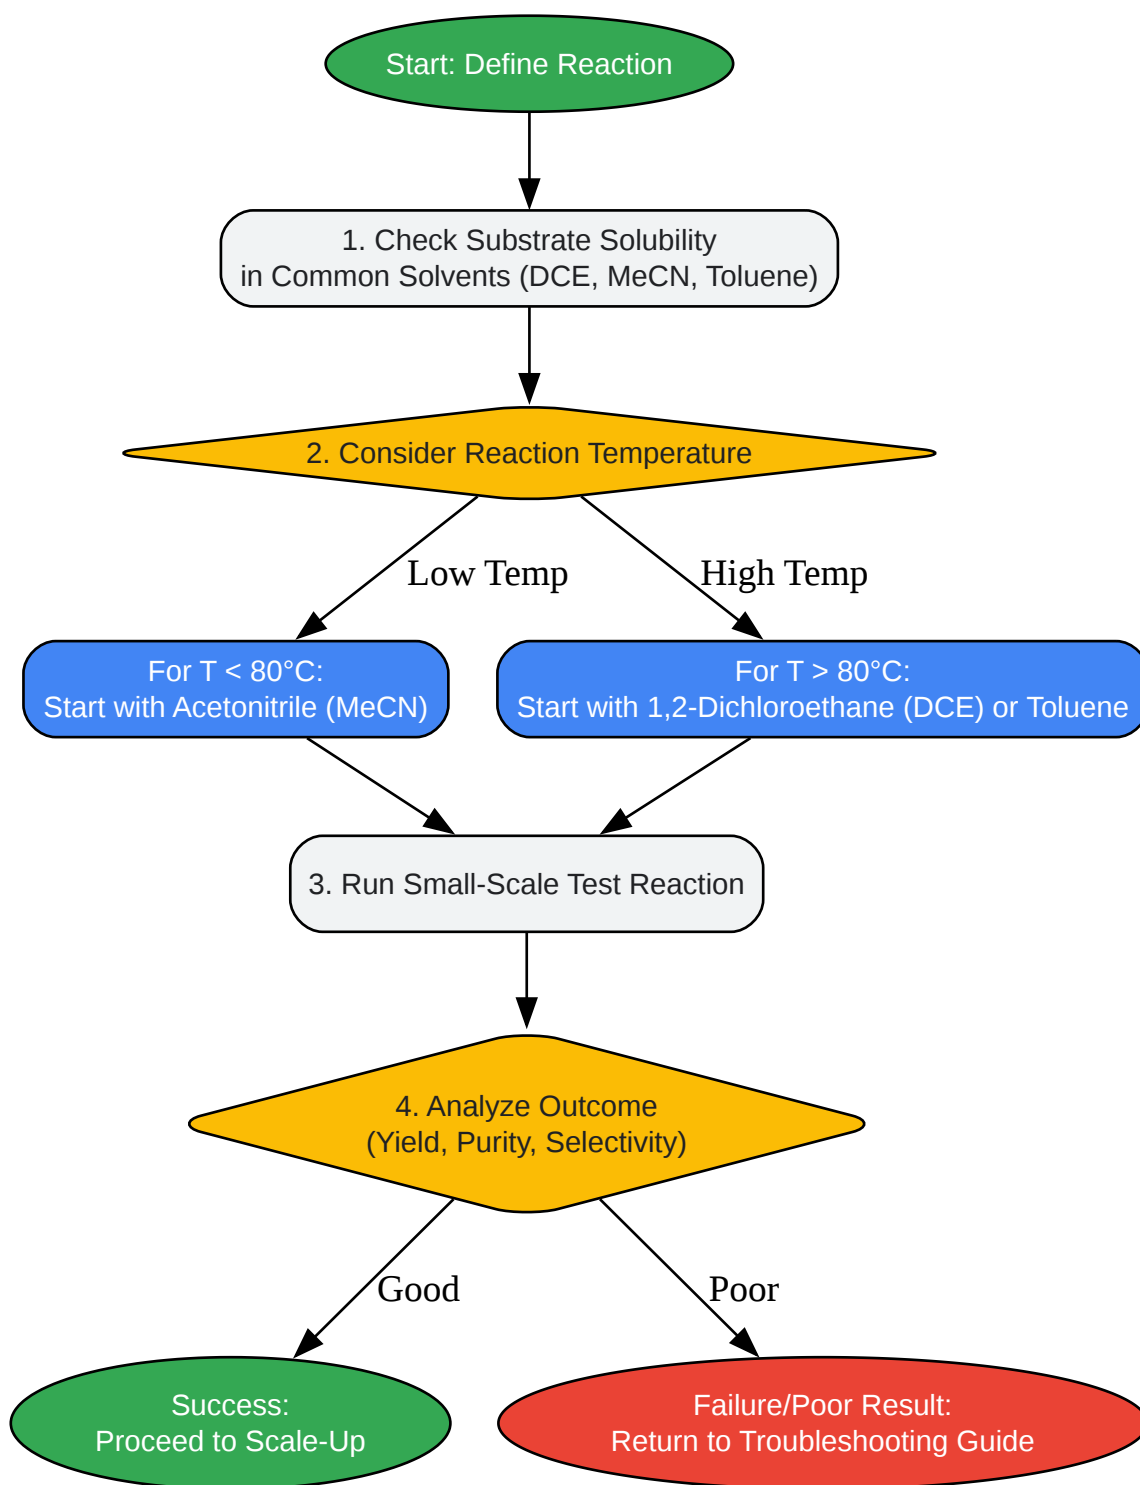 Start: Define Reaction
1. Check Substrate Solubility
in Common Solvents (DCE, MeCN, Toluene)
2. Consider Reaction Temperature
Low Temp
High Temp
For T < 80°C:
Start with Acetonitrile (MeCN)
For T > 80°C:
Start with 1,2-Dichloroethane (DCE) or Toluene
3. Run Small-Scale Test Reaction
4. Analyze Outcome
(Yield, Purity, Selectivity)
Good
Poor
Success:
Proceed to Scale-Up
Failure/Poor Result:
Return to Troubleshooting Guide